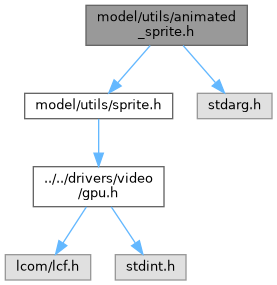 model/utils/animated
_sprite.h
model/utils/sprite.h
stdarg.h
../../drivers/video
/gpu.h
lcom/lcf.h
stdint.h